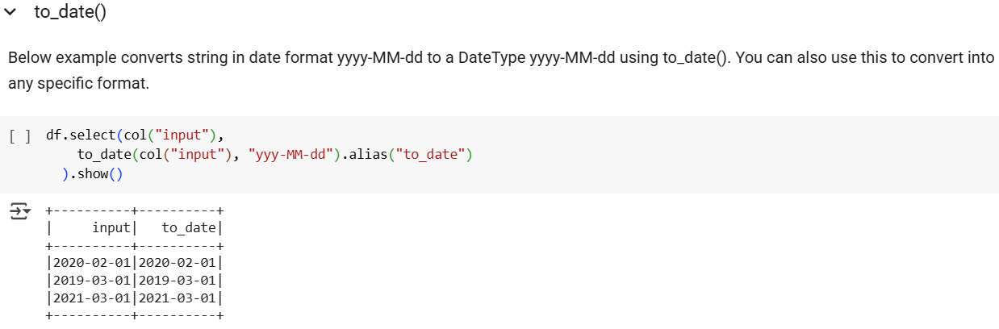 to_date()
Below example converts string in date format yyyy-MM-dd to a DateType yyyy-MM-dd using to_date(). You can also use this to convert into
any specific format.
[ ] df.select(col("input"),
    to_date(col("input"), "yyy-MM-dd").alias("to_date")
  ).show()
+----------+----------+
|     input|   to_date|
+----------+----------+
|2020-02-01|2020-02-01|
|2019-03-01|2019-03-01|
|2021-03-01|2021-03-01|
+----------+----------+